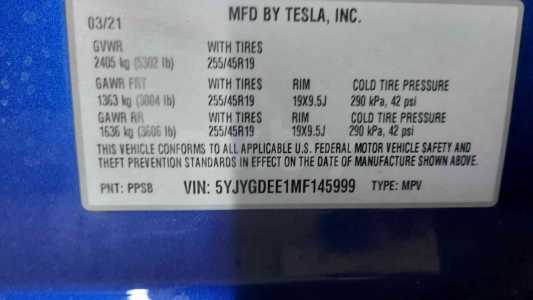 03/21 MFD BY TESLA, INC.
GVWR WITH TIRES
2405 kg (5302 lb) 255/45R19
GAWR FRT WITH TIRES RIM COLD TIRE PRESSURE
1363 kg (3004 lb) 255/45R19 19X9.5J 290 kPa, 42 psi
GAWR RR WITH TIRES RIM COLD TIRE PRESSURE
1636 kg (3606 lb) 255/45R19 19X9.5J 290 kPa, 42 psi
THIS VEHICLE CONFORMS TO ALL APPLICABLE U.S. FEDERAL MOTOR VEHICLE SAFETY AND
THEFT PREVENTION STANDARDS IN EFFECT ON THE DATE OF MANUFACTURE SHOWN ABOVE.
PNT: PPSB VIN: 5YJYGDEE1MF145999 TYPE: MPV